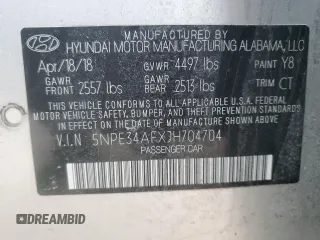 MANUFACTURED BY
HYUNDAI MOTOR MANUFACTURING ALABAMA, LLC
Apr/18/18 GVWR 4497 lbs PAINT Y8
GAWR FRONT 2557 lbs GAWR REAR 2513 lbs TRIM CT
THIS VEHICLE CONFORMS TO ALL APPLICABLE
FEDERAL MOTOR VEHICLE SAFETY, BUMPER, AND
THEFT PREVENTION STANDARDS IN EFFECT ON THE
DATE OF MANUFACTURE SHOWN ABOVE.
V.I.N 5NPE34AFXJH704704
PASSENGER CAR
DREAMBID